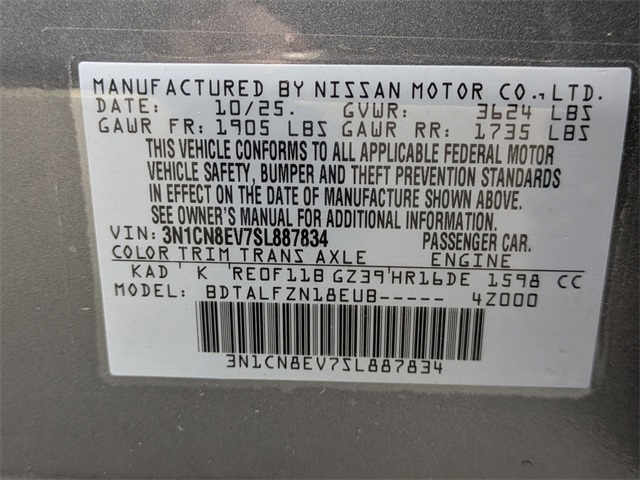 MANUFACTURED BY NISSAN MOTOR CO., LTD.
DATE: 10/25. GVWR: 3624 LBS
GAWR FR: 1905 LBS GAWR RR: 1735 LBS
THIS VEHICLE CONFORMS TO ALL APPLICABLE FEDERAL MOTOR
VEHICLE SAFETY, BUMPER AND THEFT PREVENTION STANDARDS
IN EFFECT ON THE DATE OF MANUFACTURE SHOWN ABOVE.
SEE OWNER'S MANUAL FOR ADDITIONAL INFORMATION.
VIN: 3N1CN8EV7SL887834 PASSENGER CAR.
COLOR TRIM TRANS AXLE ENGINE
KAD K RE0F11B GZ39 HR16DE 1598 CC
MODEL: BDTALFZN18EUB----- 4Z000
3N1CN8EV7SL887834